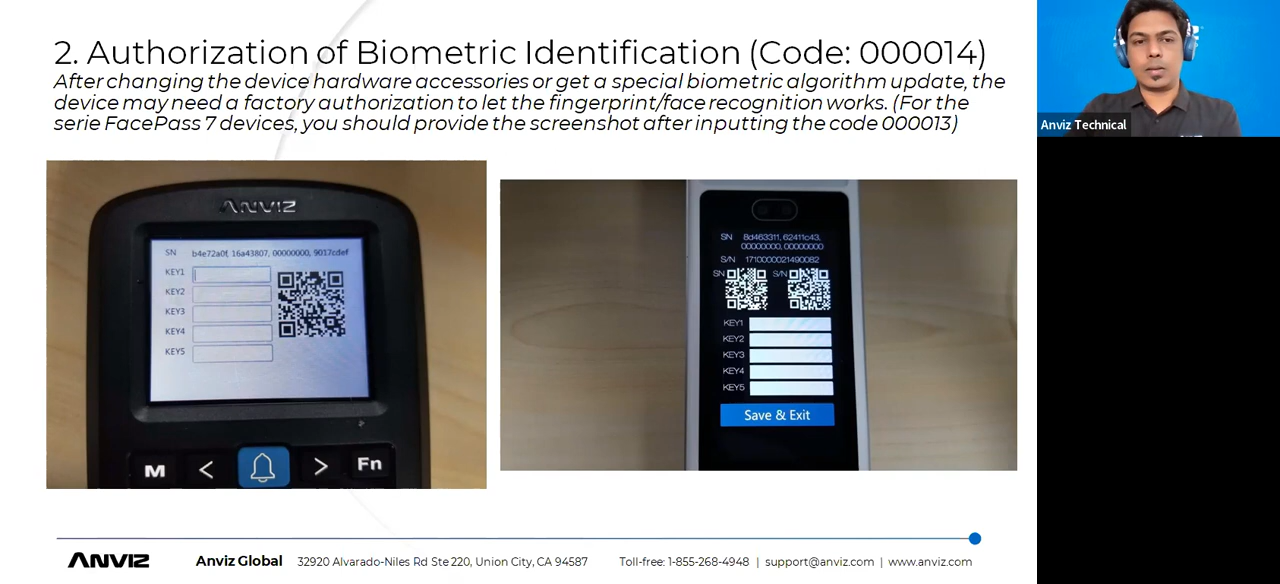 2. Authorization of Biometric Identification (Code: 000014)
After changing the device hardware accessories or get a special biometric algorithm update, the
device may need a factory authorization to let the fingerprint/face recognition works. (For the
serie FacePass 7 devices, you should provide the screenshot after inputting the code 000013)
Anviz Technical
ANVIZ
SN b4e72a0f, 16a43807, 00000000, 9017cdef
KEY1
KEY2
KEY3
KEY4
KEY5
M < > Fn
SN 8d463311, 62411c43,
00000000, 00000000
S/N 1710000021490082
SN S/N
KEY1
KEY2
KEY3
KEY4
KEY5
Save & Exit
ANVIZ Anviz Global 32920 Alvarado-Niles Rd Ste 220, Union City, CA 94587 Toll-free: 1-855-268-4948 | support@anviz.com | www.anviz.com